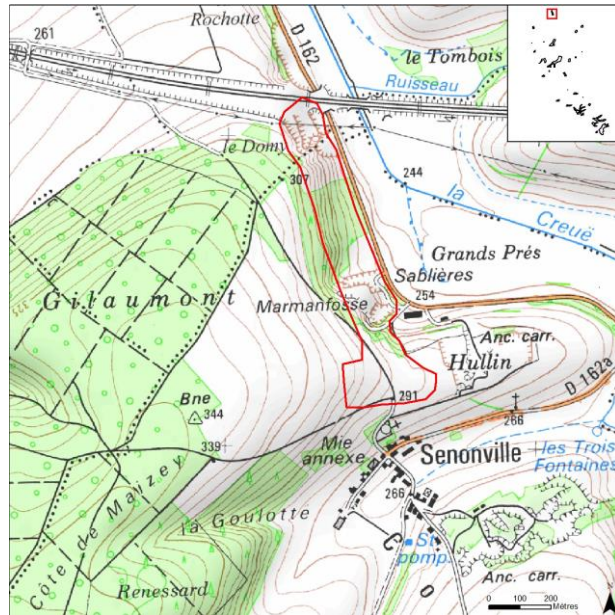 261
Rochotte
D 162
le Tombois
Ruisseau
le Domy
307
244
la
Creuë
Grands Prés
Gilaumont
Sablières
Marmanfosse
254
Anc. carr.
Hullin
D 162a
291
Bne
344
339
266
Mie
annexe
Senonville
les Trois
Fontaines
Côte de Maizey
la Goulotte
266
St
pomp.
C
O
Renessard
Anc. carr.
0
100
200
Mètres